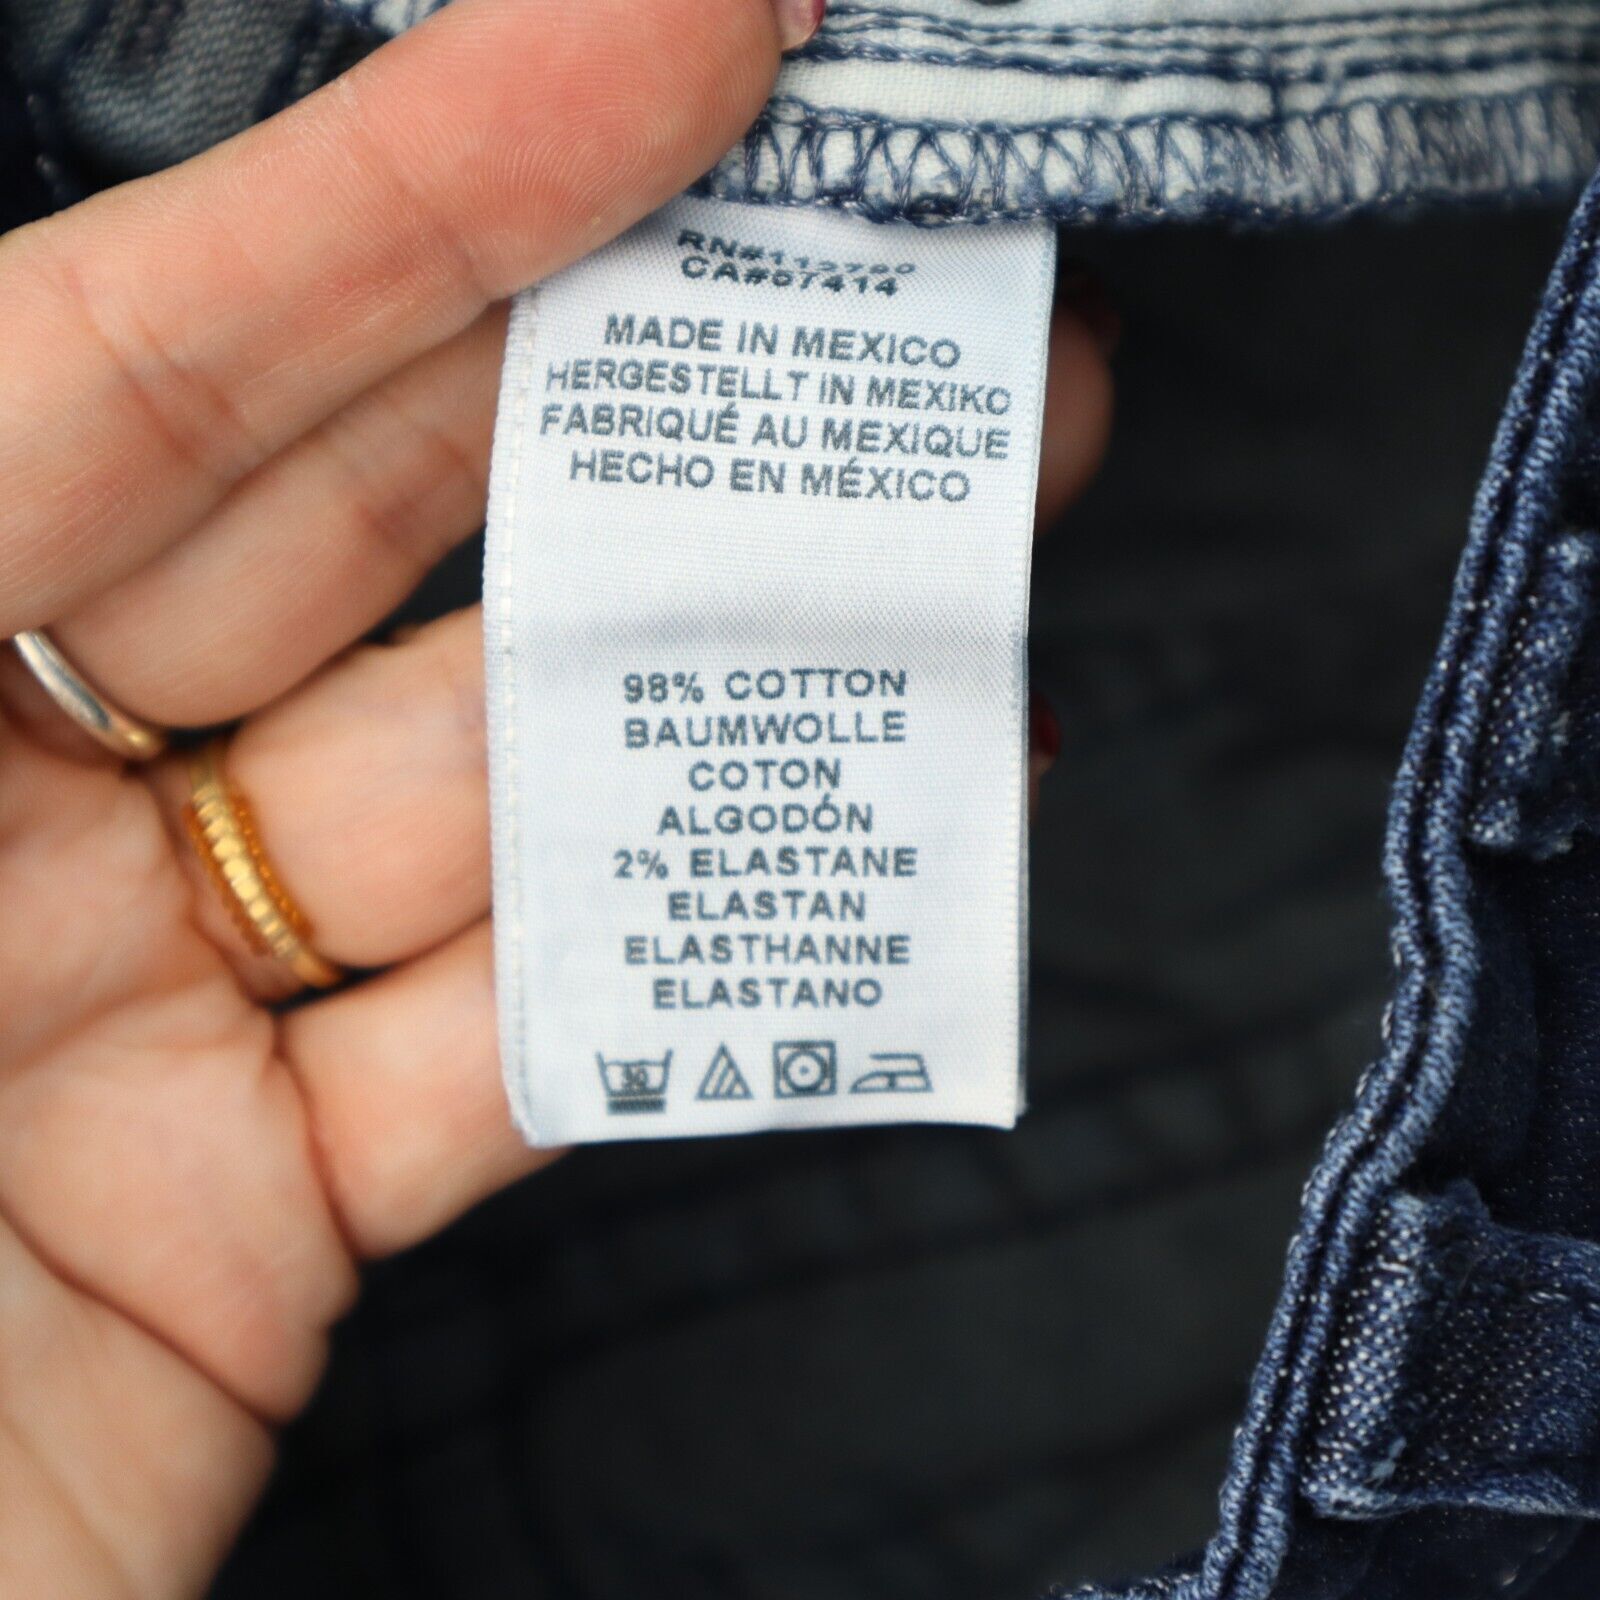 CA#67414
MADE IN MEXICO
HERGESTELLT IN MEXIKO
FABRIQUÉ AU MEXIQUE
HECHO EN MÉXICO
98% COTTON
BAUMWOLLE
COTON
ALGODÓN
2% ELASTANE
ELASTAN
ELASTHANNE
ELASTANO
30